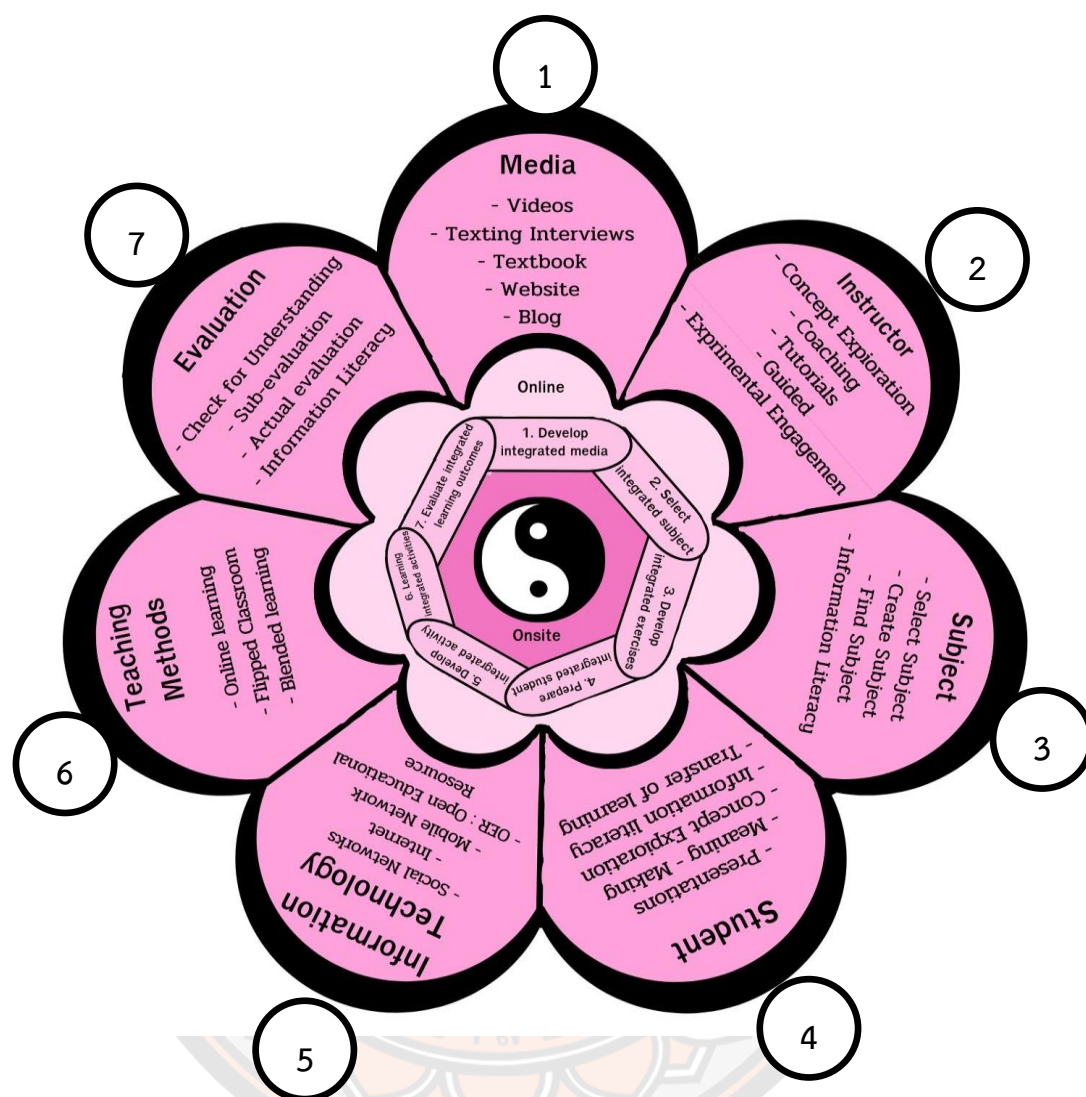 1
Media
- Videos
- Texting Interviews
- Textbook
- Website
- Blog
2
Instructor
- Concept Exploration
- Coaching
- Tutorials
- Guided
- Exprimental Engagemen
3
Subject
- Select Subject
- Create Subject
- Find Subject
- Information Literacy
4
Student
- Presentations
- Meaning - Making
- Concept Exploration
- Information literacy
- Transfer of learning
5
Information
Technology
- Social Networks
- Internet
- Mobile Network
- OER : Open Educational
Resource
6
Teaching
Methods
- Online learning
- Flipped Classroom
- Blended learning
7
Evaluation
- Check for Understanding
- Sub-evaluation
- Actual evaluation
- Information Literacy
Online
1. Develop
integrated media
2. Select
integrated subject
3. Develop
integrated exercises
4. Prepare
integrated student
5. Develop
integrated activity
6. Learning
integrated activities
7. Evaluate integrated
learning outcomes
Onsite